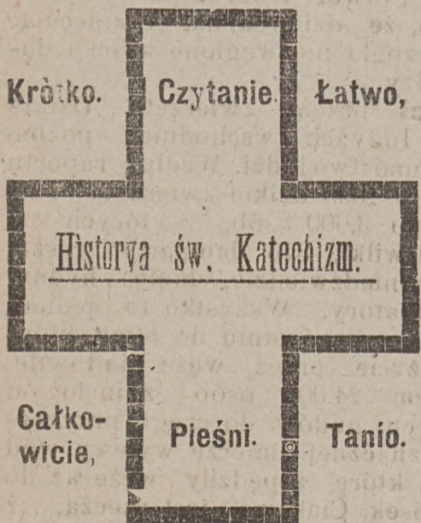 Krótko. Czytanie. Łatwo,
Historya św. Katechizm.
Całko-
wicie, Pieśni. Tanio.